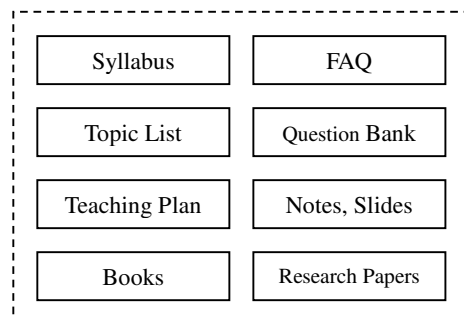 Syllabus
FAQ
Topic List
Question Bank
Teaching Plan
Notes, Slides
Books
Research Papers